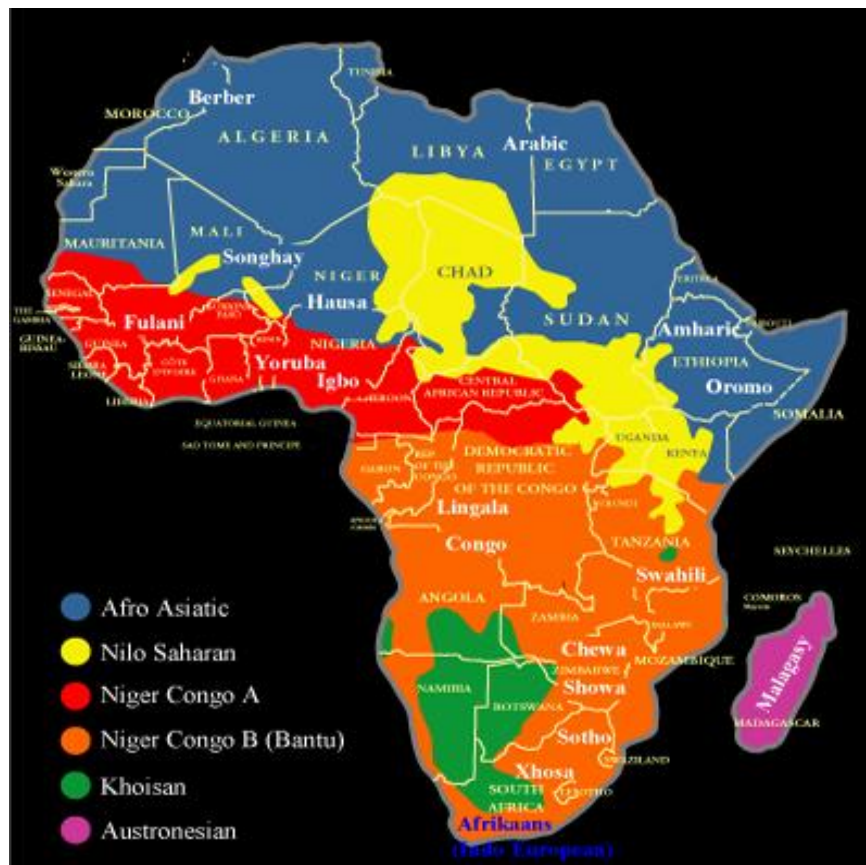 TUNISIA
Berber
MOROCCO
ALGERIA
LIBYA
Arabic
EGYPT
Western
Sahara
MAURITANIA
MALI
Songhay
NIGER
CHAD
Hausa
SUDAN
ERITREA
SENEGAL
THE
GAMBIA
BURKINA
FASO
Fulani
Amharic
GUINEA-
BISSAU
GUINEA
BENIN
NIGERIA
ETHIOPIA
SIERRA
LEONE
CÔTE
D'IVOIRE
GHANA
Yoruba
Igbo
Oromo
LIBERIA
CAMEROON
CENTRAL
AFRICAN REPUBLIC
SOMALIA
EQUATORIAL GUINEA
SAO TOME AND PRINCIPE
UGANDA
KENYA
GABON
REP
OF THE
CONGO
DEMOCRATIC
REPUBLIC
OF THE CONGO
Lingala
Congo
TANZANIA
SEYCHELLES
Swahili
COMOROS
ANGOLA
ZAMBIA
Chewa
MOZAMBIQUE
ZIMBABWE
Showa
NAMIBIA
BOTSWANA
Malagasy
MADAGASCAR
Sotho
SWAZILAND
Xhosa
LESOTHO
SOUTH
AFRICA
Afrikaans
(Indo European)
Afro Asiatic
Nilo Saharan
Niger Congo A
Niger Congo B (Bantu)
Khoisan
Austronesian